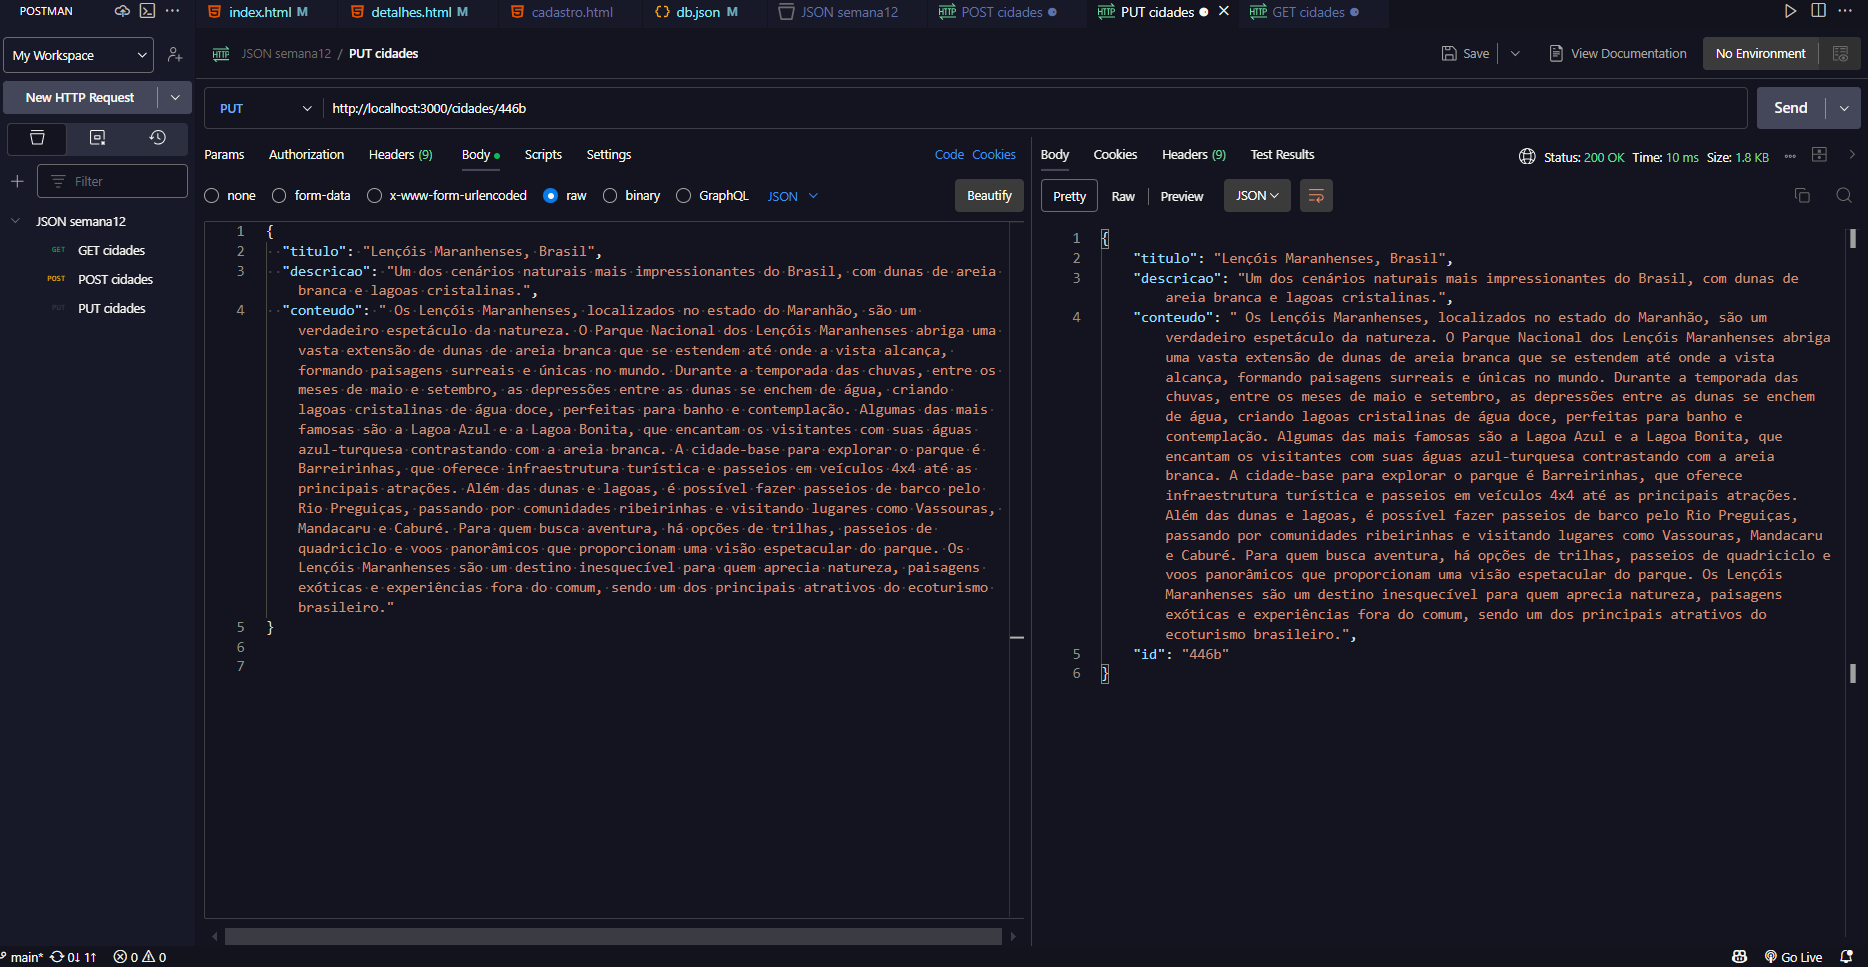 POSTMAN
index.html M
detalhes.html M
cadastro.html
db.json M
JSON semana12
POST cidades
PUT cidades
GET cidades
My Workspace
JSON semana12 / PUT cidades
Save
View Documentation
No Environment
New HTTP Request
PUT
http://localhost:3000/cidades/446b
Send
Filter
JSON semana12
GET GET cidades
POST POST cidades
PUT PUT cidades
Params Authorization Headers (9) Body Scripts Settings Code Cookies
none form-data x-www-form-urlencoded raw binary GraphQL JSON Beautify
1 {
2 "titulo": "Lençóis Maranhenses, Brasil",
3 "descricao": "Um dos cenários naturais mais impressionantes do Brasil, com dunas de areia
branca e lagoas cristalinas.",
4 "conteudo": " Os Lençóis Maranhenses, localizados no estado do Maranhão, são um
verdadeiro espetáculo da natureza. O Parque Nacional dos Lençóis Maranhenses abriga uma
vasta extensão de dunas de areia branca que se estendem até onde a vista alcança,
formando paisagens surreais e únicas no mundo. Durante a temporada das chuvas, entre os
meses de maio e setembro, as depressões entre as dunas se enchem de água, criando
lagoas cristalinas de água doce, perfeitas para banho e contemplação. Algumas das mais
famosas são a Lagoa Azul e a Lagoa Bonita, que encantam os visitantes com suas águas
azul-turquesa contrastando com a areia branca. A cidade-base para explorar o parque é
Barreirinhas, que oferece infraestrutura turística e passeios em veículos 4x4 até as
principais atrações. Além das dunas e lagoas, é possível fazer passeios de barco pelo
Rio Preguiças, passando por comunidades ribeirinhas e visitando lugares como Vassouras,
Mandacaru e Caburé. Para quem busca aventura, há opções de trilhas, passeios de
quadriciclo e voos panorâmicos que proporcionam uma visão espetacular do parque. Os
Lençóis Maranhenses são um destino inesquecível para quem aprecia natureza, paisagens
exóticas e experiências fora do comum, sendo um dos principais atrativos do ecoturismo
brasileiro."
5 }
6
7
Body Cookies Headers (9) Test Results Status: 200 OK Time: 10 ms Size: 1.8 KB
Pretty Raw Preview JSON
1 {
2 "titulo": "Lençóis Maranhenses, Brasil",
3 "descricao": "Um dos cenários naturais mais impressionantes do Brasil, com dunas de
areia branca e lagoas cristalinas.",
4 "conteudo": " Os Lençóis Maranhenses, localizados no estado do Maranhão, são um
verdadeiro espetáculo da natureza. O Parque Nacional dos Lençóis Maranhenses abriga
uma vasta extensão de dunas de areia branca que se estendem até onde a vista
alcança, formando paisagens surreais e únicas no mundo. Durante a temporada das
chuvas, entre os meses de maio e setembro, as depressões entre as dunas se enchem
de água, criando lagoas cristalinas de água doce, perfeitas para banho e
contemplação. Algumas das mais famosas são a Lagoa Azul e a Lagoa Bonita, que
encantam os visitantes com suas águas azul-turquesa contrastando com a areia
branca. A cidade-base para explorar o parque é Barreirinhas, que oferece
infraestrutura turística e passeios em veículos 4x4 até as principais atrações.
Além das dunas e lagoas, é possível fazer passeios de barco pelo Rio Preguiças,
passando por comunidades ribeirinhas e visitando lugares como Vassouras, Mandacaru
e Caburé. Para quem busca aventura, há opções de trilhas, passeios de quadriciclo e
voos panorâmicos que proporcionam uma visão espetacular do parque. Os Lençóis
Maranhenses são um destino inesquecível para quem aprecia natureza, paisagens
exóticas e experiências fora do comum, sendo um dos principais atrativos do
ecoturismo brasileiro.",
5 "id": "446b"
6 }
main* 0↓ 1↑ 0 0
Go Live